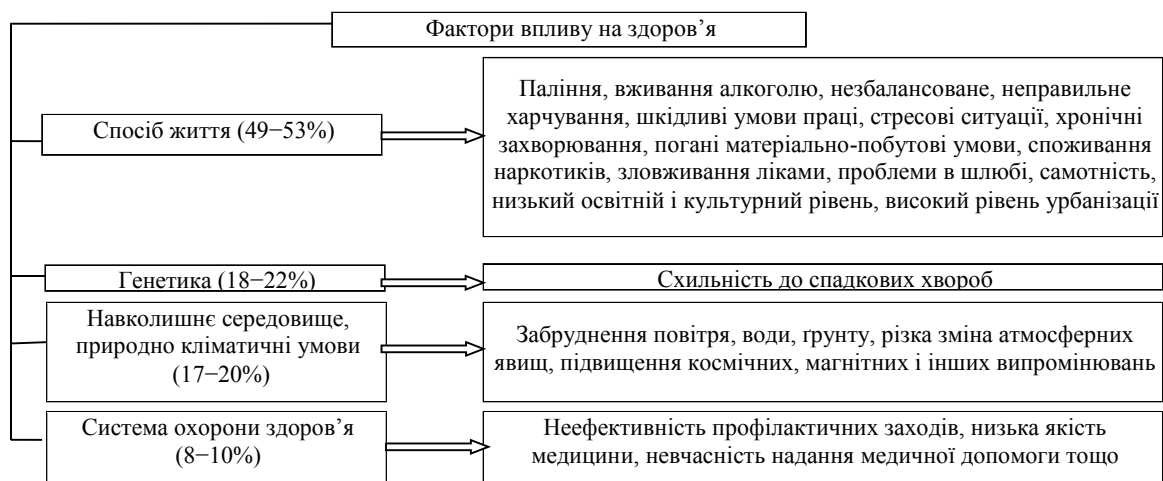 Фактори впливу на здоров’я
Спосіб життя (49−53%)
Паління, вживання алкоголю, незбалансоване, неправильне
харчування, шкідливі умови праці, стресові ситуації, хронічні
захворювання, погані матеріально-побутові умови, споживання
наркотиків, зловживання ліками, проблеми в шлюбі, самотність,
низький освітній і культурний рівень, високий рівень урбанізації
Генетика (18−22%)
Схильність до спадкових хвороб
Навколишнє середовище,
природно кліматичні умови
(17−20%)
Забруднення повітря, води, ґрунту, різка зміна атмосферних
явищ, підвищення космічних, магнітних і інших випромінювань
Система охорони здоров’я
(8−10%)
Неефективність профілактичних заходів, низька якість
медицини, невчасність надання медичної допомоги тощо